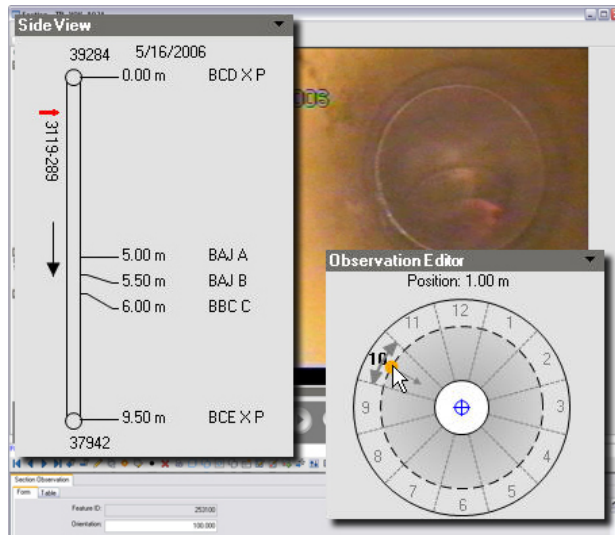 Side View
39284 5/16/2006
0.00 m BCD X P
3119-289
5.00 m BAJ A
5.50 m BAJ B
6.00 m BBC C
9.50 m BCE X P
37942
Observation Editor
Position: 1.00 m
12
11 1
10 2
9 3
8 4
7 5
6
Section Observation
Form Table
Feature ID: 253100
Orientation: 100.000